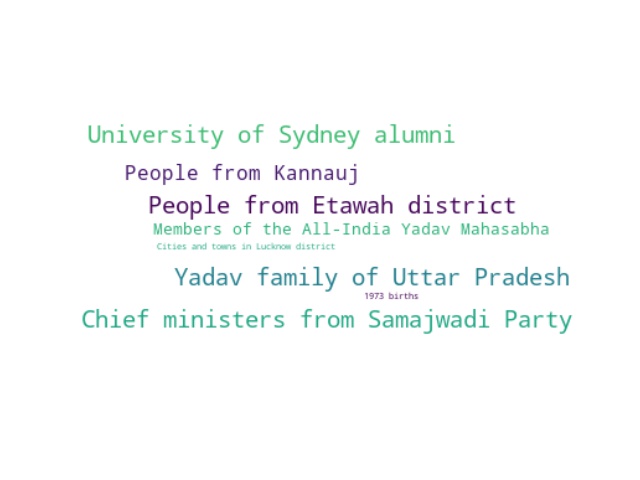 University of Sydney alumni
People from Kannauj
People from Etawah district
Members of the All-India Yadav Mahasabha
Cities and towns in Lucknow district
Yadav family of Uttar Pradesh
1973 births
Chief ministers from Samajwadi Party